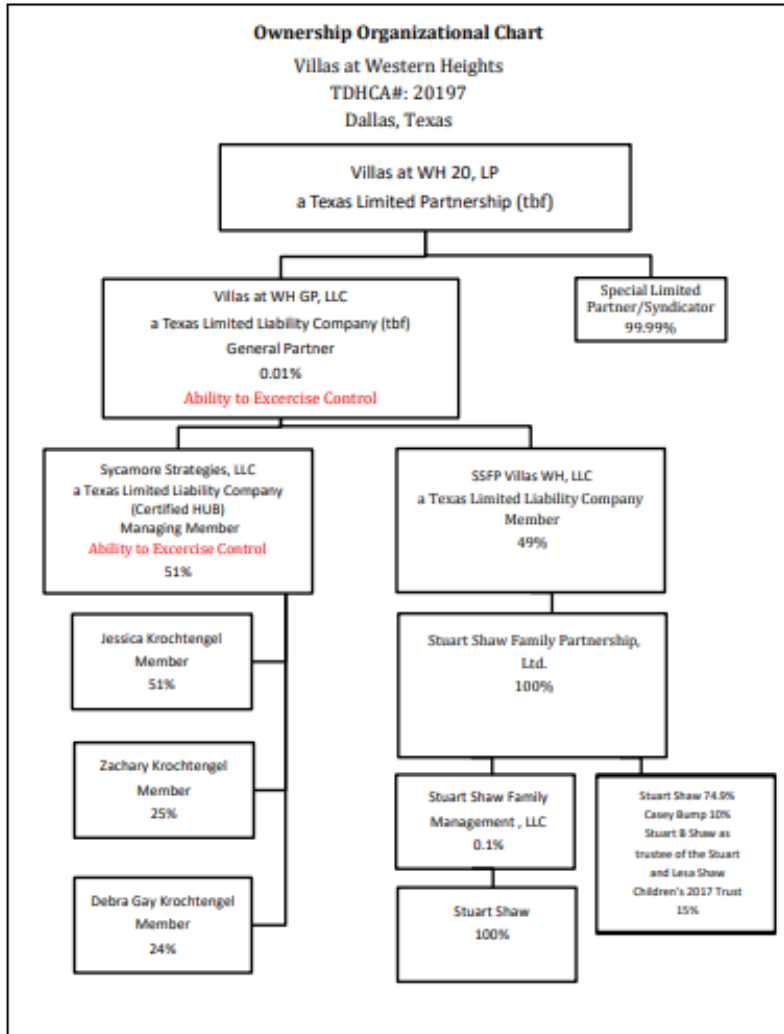 Ownership Organizational Chart
Villas at Western Heights
TDHCA#: 20197
Dallas, Texas
Villas at WH 20, LP
a Texas Limited Partnership (tbf)
Villas at WH GP, LLC
a Texas Limited Liability Company (tbf)
General Partner
0.01%
Ability to Excercise Control
Special Limited
Partner/Syndicator
99.99%
Sycamore Strategies, LLC
a Texas Limited Liability Company
(Certified HUB)
Managing Member
Ability to Excercise Control
51%
SSFP Villas WH, LLC
a Texas Limited Liability Company
Member
49%
Jessica Krochtengel
Member
51%
Stuart Shaw Family Partnership,
Ltd.
100%
Zachary Krochtengel
Member
25%
Stuart Shaw Family
Management , LLC
0.1%
Stuart Shaw 74.9%
Casey Bump 10%
Stuart B Shaw as
trustee of the Stuart
and Lesa Shaw
Children's 2017 Trust
15%
Debra Gay Krochtengel
Member
24%
Stuart Shaw
100%